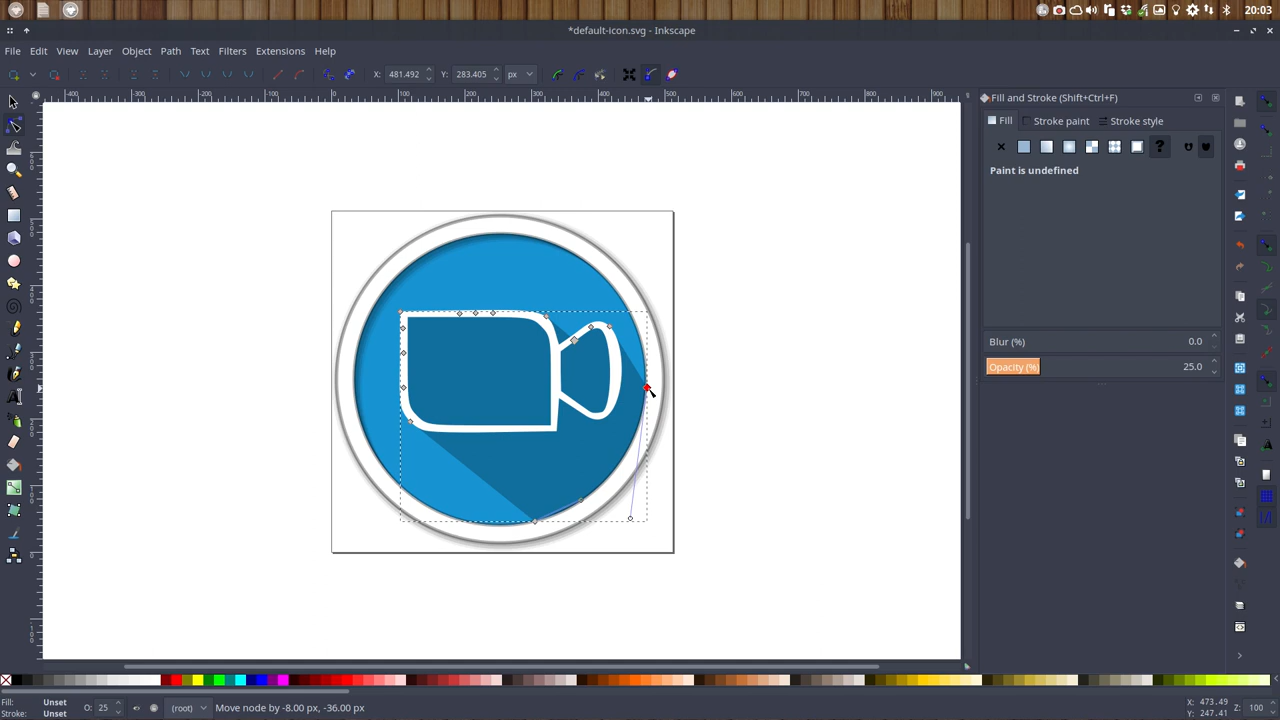 20:03
*default-icon.svg - Inkscape
File Edit View Layer Object Path Text Filters Extensions Help
X: 481.492 Y: 283.405 px
Fill and Stroke (Shift+Ctrl+F)
Fill Stroke paint Stroke style
?
Paint is undefined
Blur (%) 0.0
Opacity (%) 25.0
Fill: Unset
Stroke: Unset
O: 25
(root)
Move node by -8.00 px, -36.00 px
X: 473.49
Y: 247.41
Z: 100